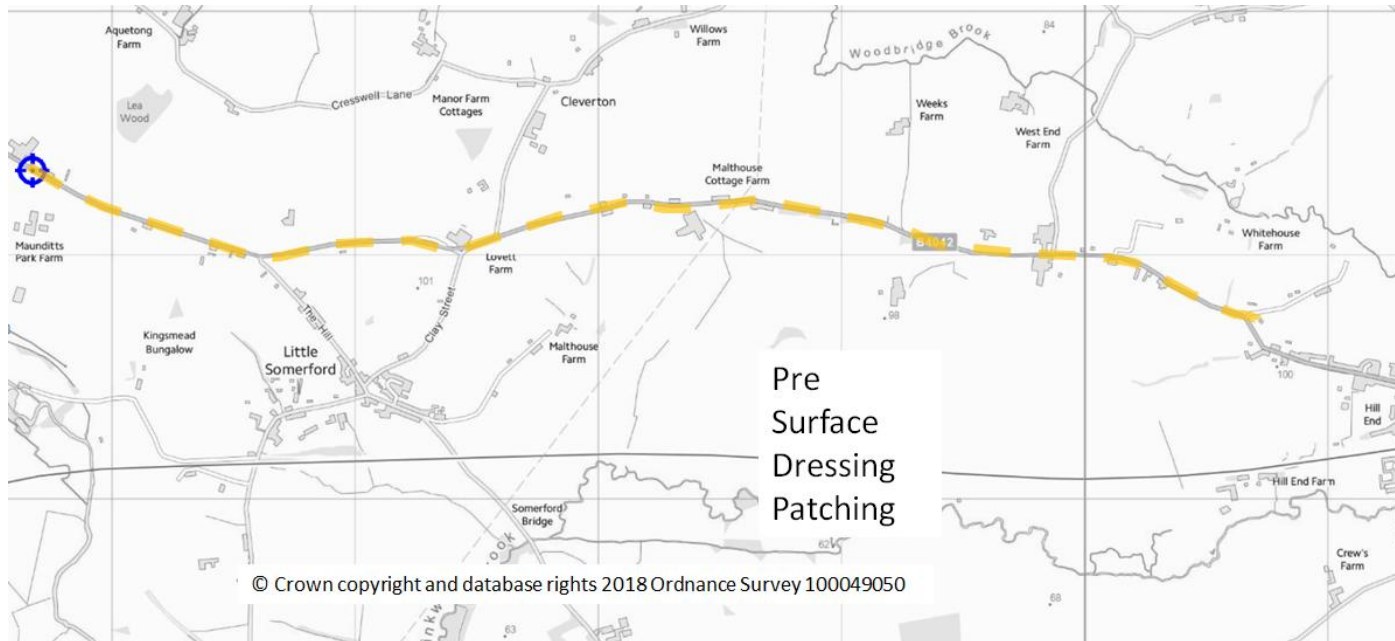 Aquetong
Farm
Lea
Wood
Cresswell Lane
Manor Farm
Cottages
Willows
Farm
Cleverton
Woodbridge Brook
84
Weeks
Farm
West End
Farm
Malthouse
Cottage Farm
Maunditts
Park Farm
B4042
Whitehouse
Farm
Lovett
Farm
101
The Hill
Clay Street
98
Kingsmead
Bungalow
Little
Somerford
Malthouse
Farm
100
Hill
End
Pre
Surface
Dressing
Patching
Hill End Farm
Somerford
Bridge
62
Crew's
Farm
© Crown copyright and database rights 2018 Ordnance Survey 100049050
68
63